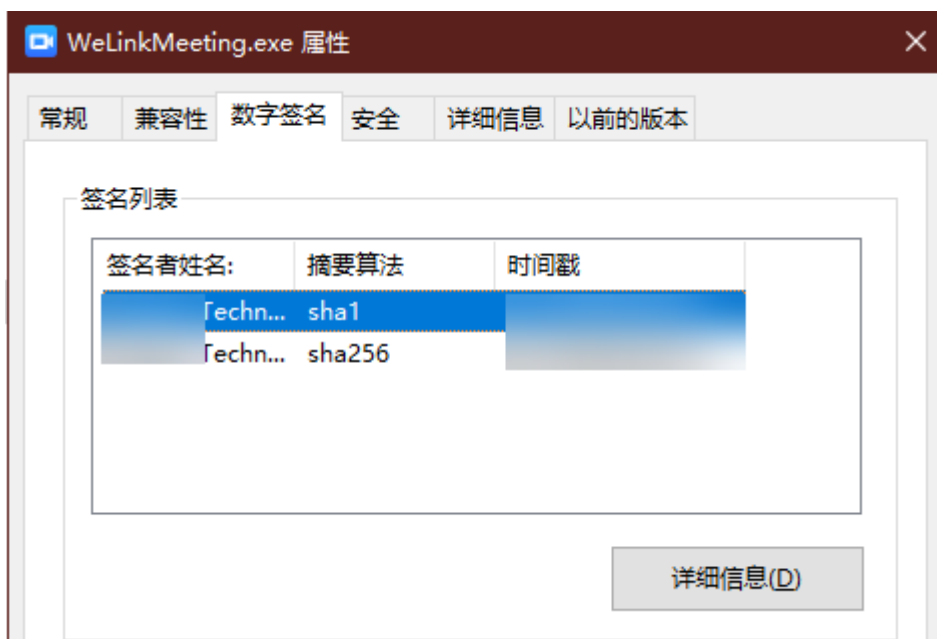 WeLinkMeeting.exe 属性
常规 兼容性 数字签名 安全 详细信息 以前的版本
签名列表
签名者姓名: 摘要算法 时间戳
Techn... sha1
Techn... sha256
详细信息(D)